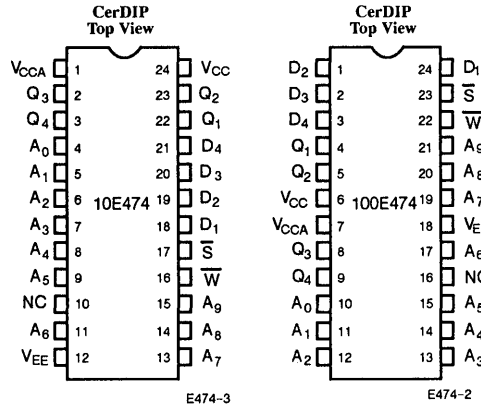 CerDIP
Top View
V_CCA 1 24 V_CC
Q_3 2 23 Q_2
Q_4 3 22 Q_1
A_0 4 21 D_4
A_1 5 20 D_3
A_2 6 10E474 19 D_2
A_3 7 18 D_1
A_4 8 17 S̅
A_5 9 16 W̅
NC 10 15 A_9
A_6 11 14 A_8
V_EE 12 13 A_7
E474-3
CerDIP
Top View
D_2 1 24 D_1
D_3 2 23 S̅
D_4 3 22 W̅
Q_1 4 21 A_9
Q_2 5 20 A_8
V_CC 6 100E474 19 A_7
V_CCA 7 18 V_E
Q_3 8 17 A_6
Q_4 9 16 NC
A_0 10 15 A_5
A_1 11 14 A_4
A_2 12 13 A_3
E474-2